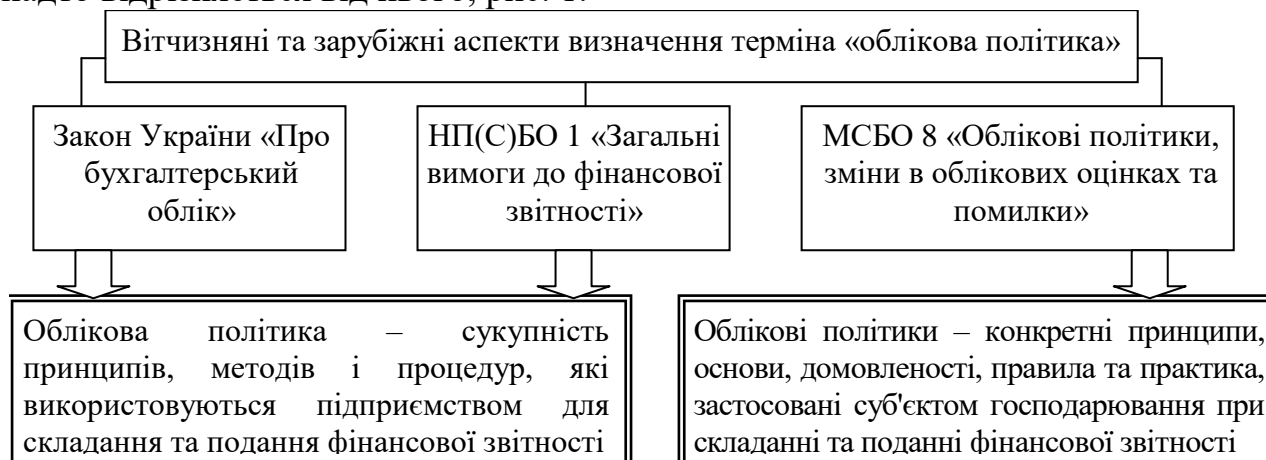 Вітчизняні та зарубіжні аспекти визначення терміна «облікова політика»
Закон України «Про
бухгалтерський
облік»
НП(С)БО 1 «Загальні
вимоги до фінансової
звітності»
МСБО 8 «Облікові політики,
зміни в облікових оцінках та
помилки»
Облікова політика – сукупність
принципів, методів і процедур, які
використовуються підприємством для
складання та подання фінансової звітності
Облікові політики – конкретні принципи,
основи, домовленості, правила та практика,
застосовані суб'єктом господарювання при
складанні та поданні фінансової звітності